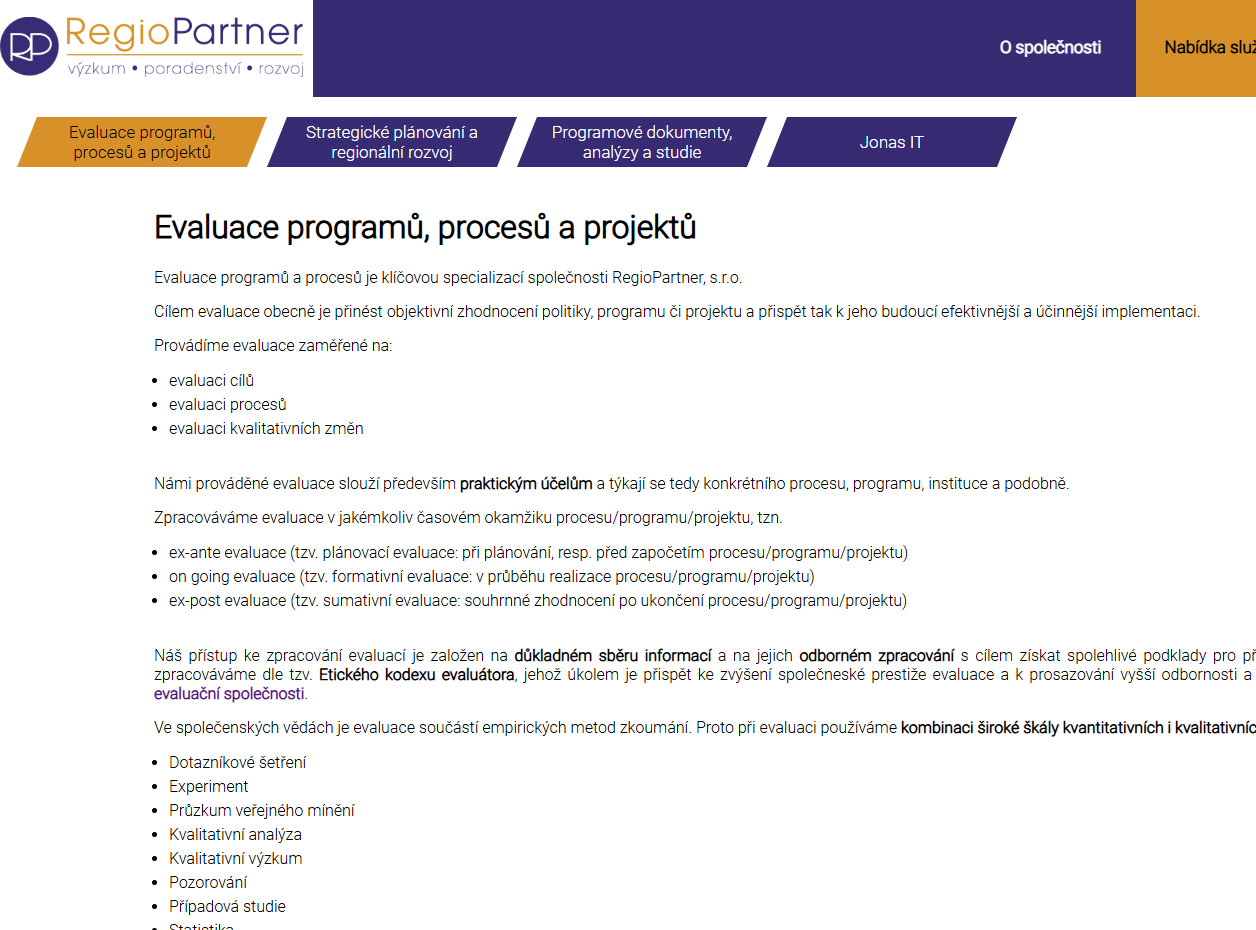 RP RegioPartner
výzkum • poradenství • rozvoj
O společnosti
Nabídka
Evaluace programů,
procesů a projektů
Strategické plánování a
regionální rozvoj
Programové dokumenty,
analýzy a studie
Jonas IT
Evaluace programů, procesů a projektů
Evaluace programů a procesů je klíčovou specializací společnosti RegioPartner, s.r.o.
Cílem evaluace obecně je přinést objektivní zhodnocení politiky, programu či projektu a přispět tak k jeho budoucí efektivnější a účinnější implementaci.
Provádíme evaluace zaměřené na:
• evaluaci cílů
• evaluaci procesů
• evaluaci kvalitativních změn
Námi prováděné evaluace slouží především praktickým účelům a týkají se tedy konkrétního procesu, programu, instituce a podobně.
Zpracováváme evaluace v jakémkoliv časovém okamžiku procesu/programu/projektu, tzn.
• ex-ante evaluace (tzv. plánovací evaluace: při plánování, resp. před započetím procesu/programu/projektu)
• on going evaluace (tzv. formativní evaluace: v průběhu realizace procesu/programu/projektu)
• ex-post evaluace (tzv. sumativní evaluace: souhrnné zhodnocení po ukončení procesu/programu/projektu)
Náš přístup ke zpracování evaluací je založen na důkladném sběru informací a na jejich odborném zpracování s cílem získat spolehlivé podklady pro
zpracováváme dle tzv. Etického kodexu evaluátora, jehož úkolem je přispět ke zvýšení společneské prestiže evaluace a k prosazování vyšší odbornosti a
evaluační společnosti.
Ve společenských vědách je evaluace součástí empirických metod zkoumání. Proto při evaluaci používáme kombinaci široké škály kvantitativních i
• Dotazníkové šetření
• Experiment
• Průzkum veřejného mínění
• Kvalitativní analýza
• Kvalitativní výzkum
• Pozorování
• Případová studie
• Statistika